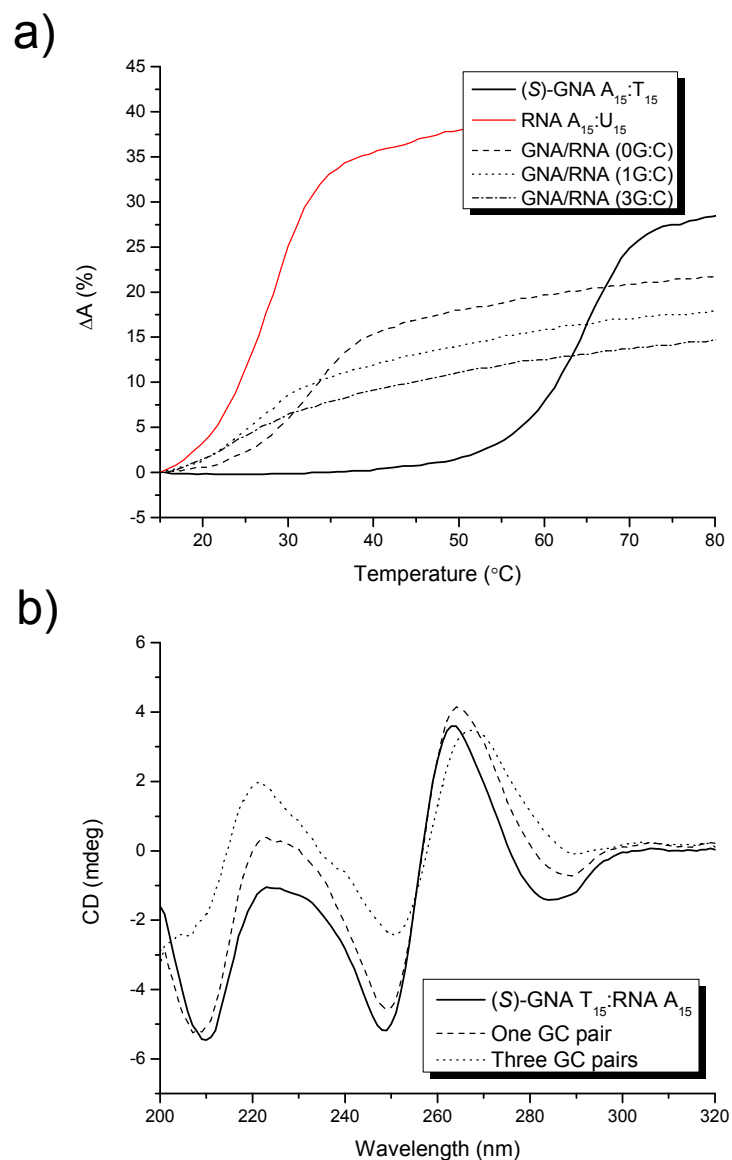 a)
45
40
35
30
25
20
15
10
5
0
-5
ΔA (%)
(S)-GNA A₁₅:T₁₅
RNA A₁₅:U₁₅
GNA/RNA (0G:C)
GNA/RNA (1G:C)
GNA/RNA (3G:C)
20 30 40 50 60 70 80
Temperature (°C)
b)
6
4
2
0
-2
-4
-6
CD (mdeg)
(S)-GNA T₁₅:RNA A₁₅
One GC pair
Three GC pairs
200 220 240 260 280 300 320
Wavelength (nm)